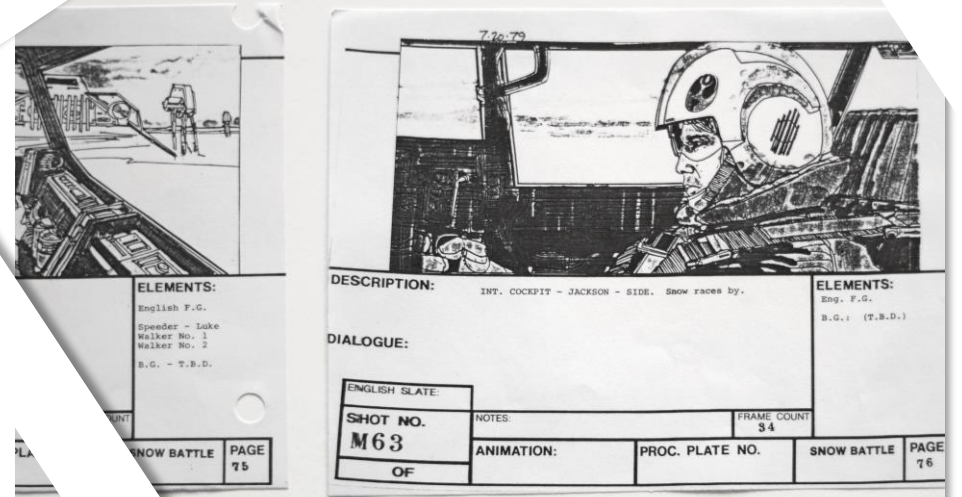 ELEMENTS:
English F.G.
Speeder - Luke
Walker No. 1
Walker No. 2
B.G. - T.B.D.
UNT
SNOW BATTLE
PAGE
75
7-20-79
DESCRIPTION:
INT. COCKPIT - JACKSON - SIDE. Snow races by.
DIALOGUE:
ELEMENTS:
Eng. F.G.
B.G.: (T.B.D.)
ENGLISH SLATE:
SHOT NO.
M63
OF
NOTES:
FRAME COUNT
34
ANIMATION:
PROC. PLATE NO.
SNOW BATTLE
PAGE
76